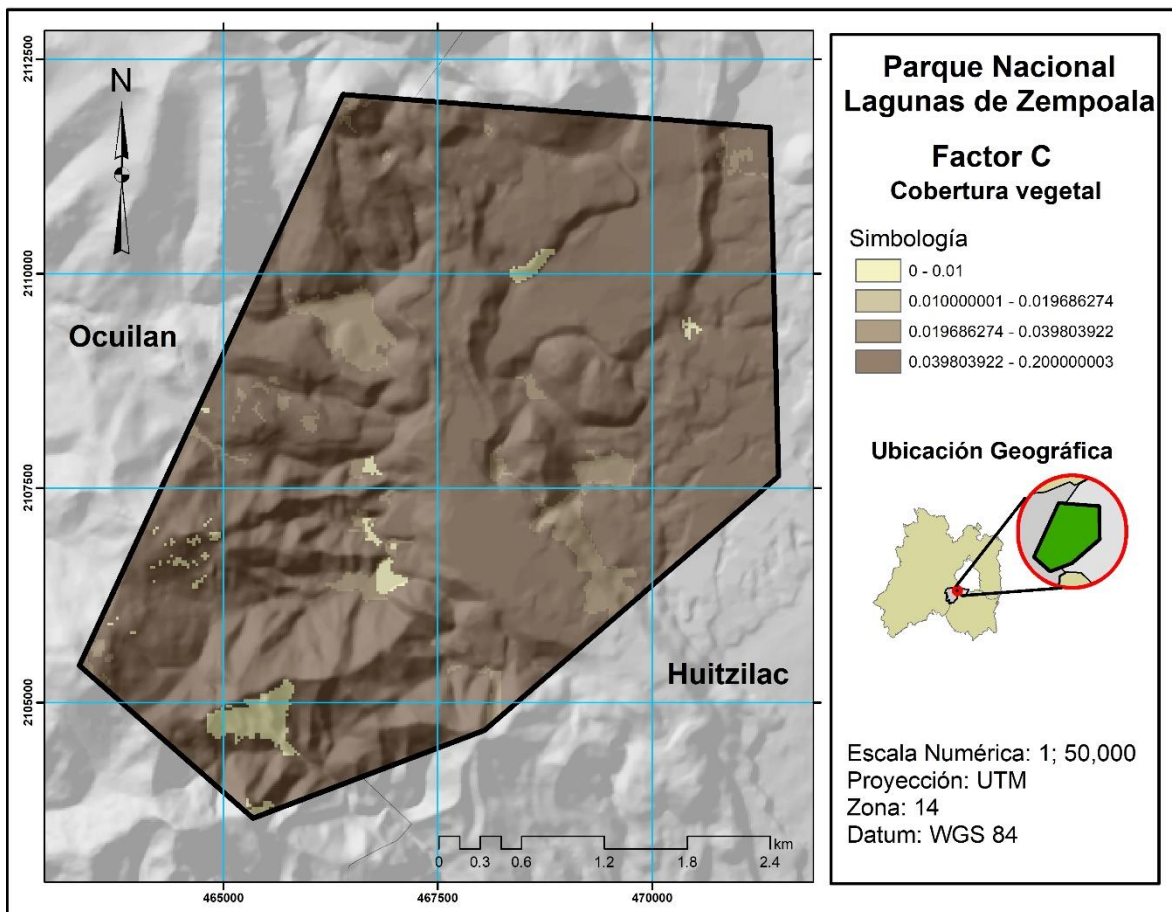 Parque Nacional
Lagunas de Zempoala
Factor C
Cobertura vegetal
Simbología
0 - 0.01
0.010000001 - 0.019686274
0.019686274 - 0.039803922
0.039803922 - 0.200000003
Ubicación Geográfica
Escala Numérica: 1; 50,000
Proyección: UTM
Zona: 14
Datum: WGS 84
N
Ocuilan
Huitzilac
2112500
2110000
2107500
2105000
465000
467500
470000
km
0 0.3 0.6 1.2 1.8 2.4